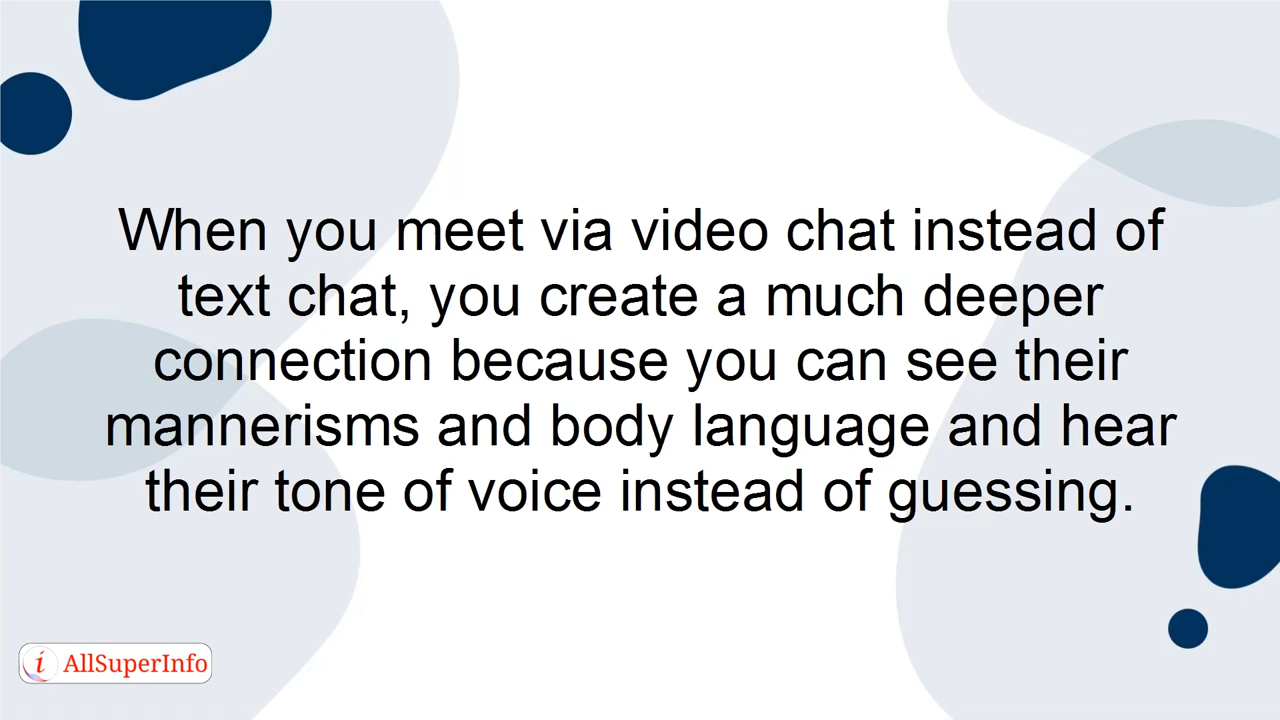 When you meet via video chat instead of
text chat, you create a much deeper
connection because you can see their
mannerisms and body language and hear
their tone of voice instead of guessing.
i AllSuperInfo